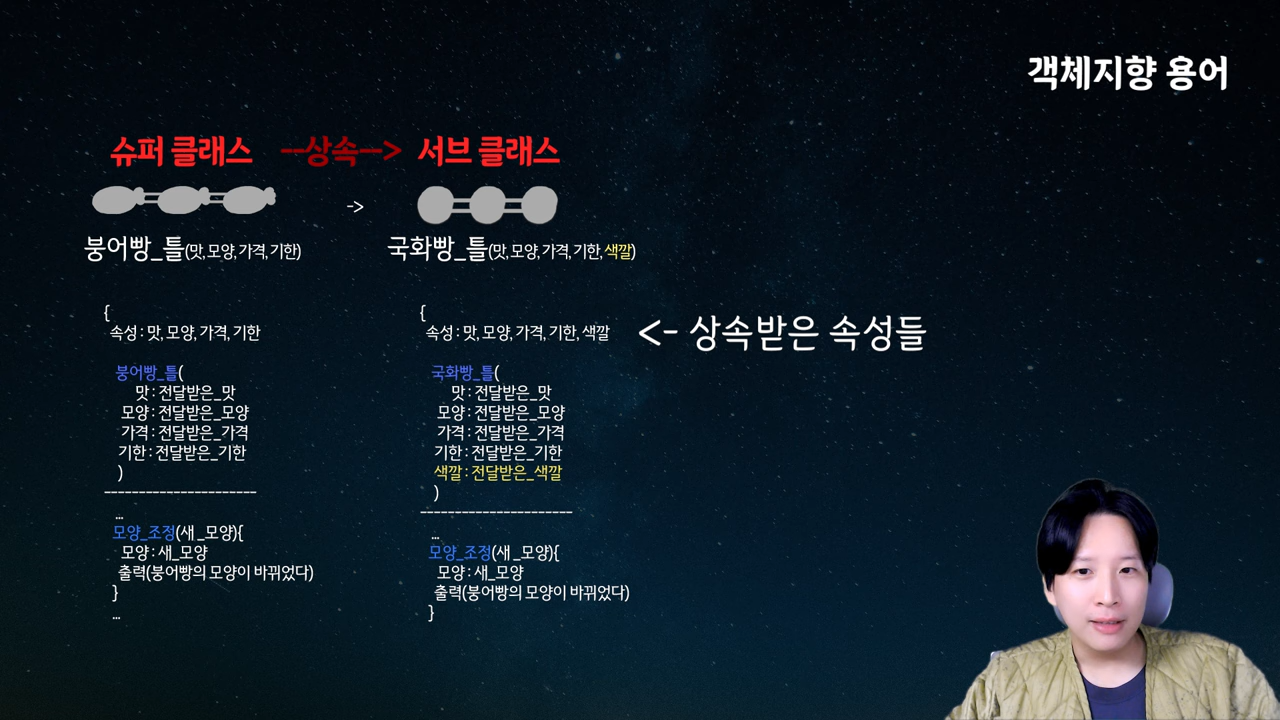 객체지향 용어
슈퍼 클래스 --상속--> 서브 클래스
->
붕어빵_틀(맛, 모양, 가격, 기한)
국화빵_틀(맛, 모양, 가격, 기한, 색깔)
{
속성 : 맛, 모양, 가격, 기한
붕어빵_틀(
맛 : 전달받은_맛
모양 : 전달받은_모양
가격 : 전달받은_가격
기한 : 전달받은_기한
)
----------------------
...
모양_조정(새 _모양){
모양 : 새_모양
출력(붕어빵의 모양이 바뀌었다)
}
...
{
속성 : 맛, 모양, 가격, 기한, 색깔
국화빵_틀(
맛 : 전달받은_맛
모양 : 전달받은_모양
가격 : 전달받은_가격
기한 : 전달받은_기한
색깔 : 전달받은_색깔
)
----------------------
...
모양_조정(새 _모양){
모양 : 새_모양
출력(붕어빵의 모양이 바뀌었다)
}
<- 상속받은 속성들